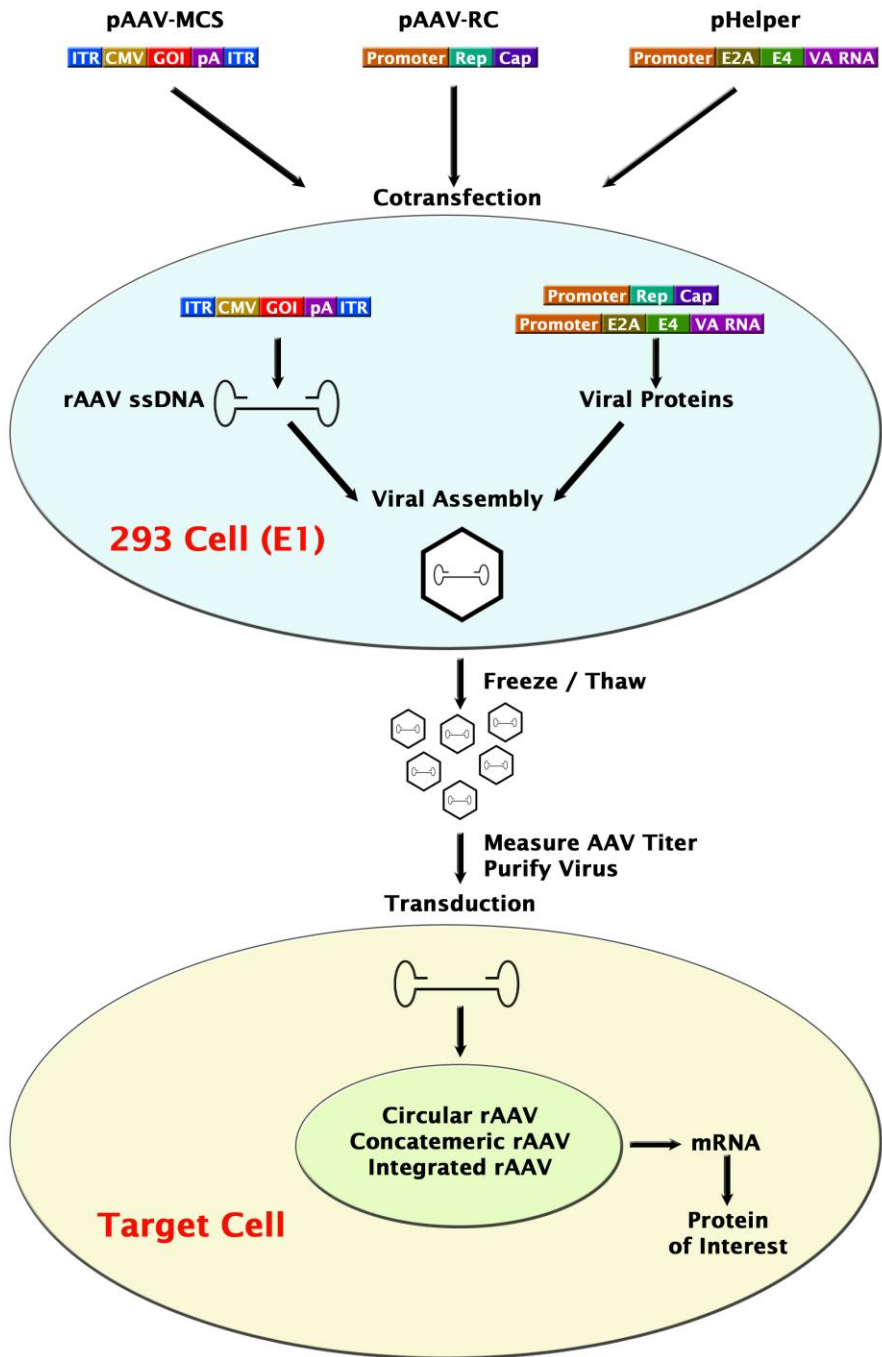 pAAV-MCS
pAAV-RC
pHelper
ITR CMV GOI pA ITR
Promoter Rep Cap
Promoter E2A E4 VA RNA
Cotransfection
ITR CMV GOI pA ITR
Promoter Rep Cap
Promoter E2A E4 VA RNA
rAAV ssDNA
Viral Proteins
Viral Assembly
293 Cell (E1)
Freeze / Thaw
Measure AAV Titer
Purify Virus
Transduction
Circular rAAV
Concatemeric rAAV
Integrated rAAV
mRNA
Target Cell
Protein
of Interest